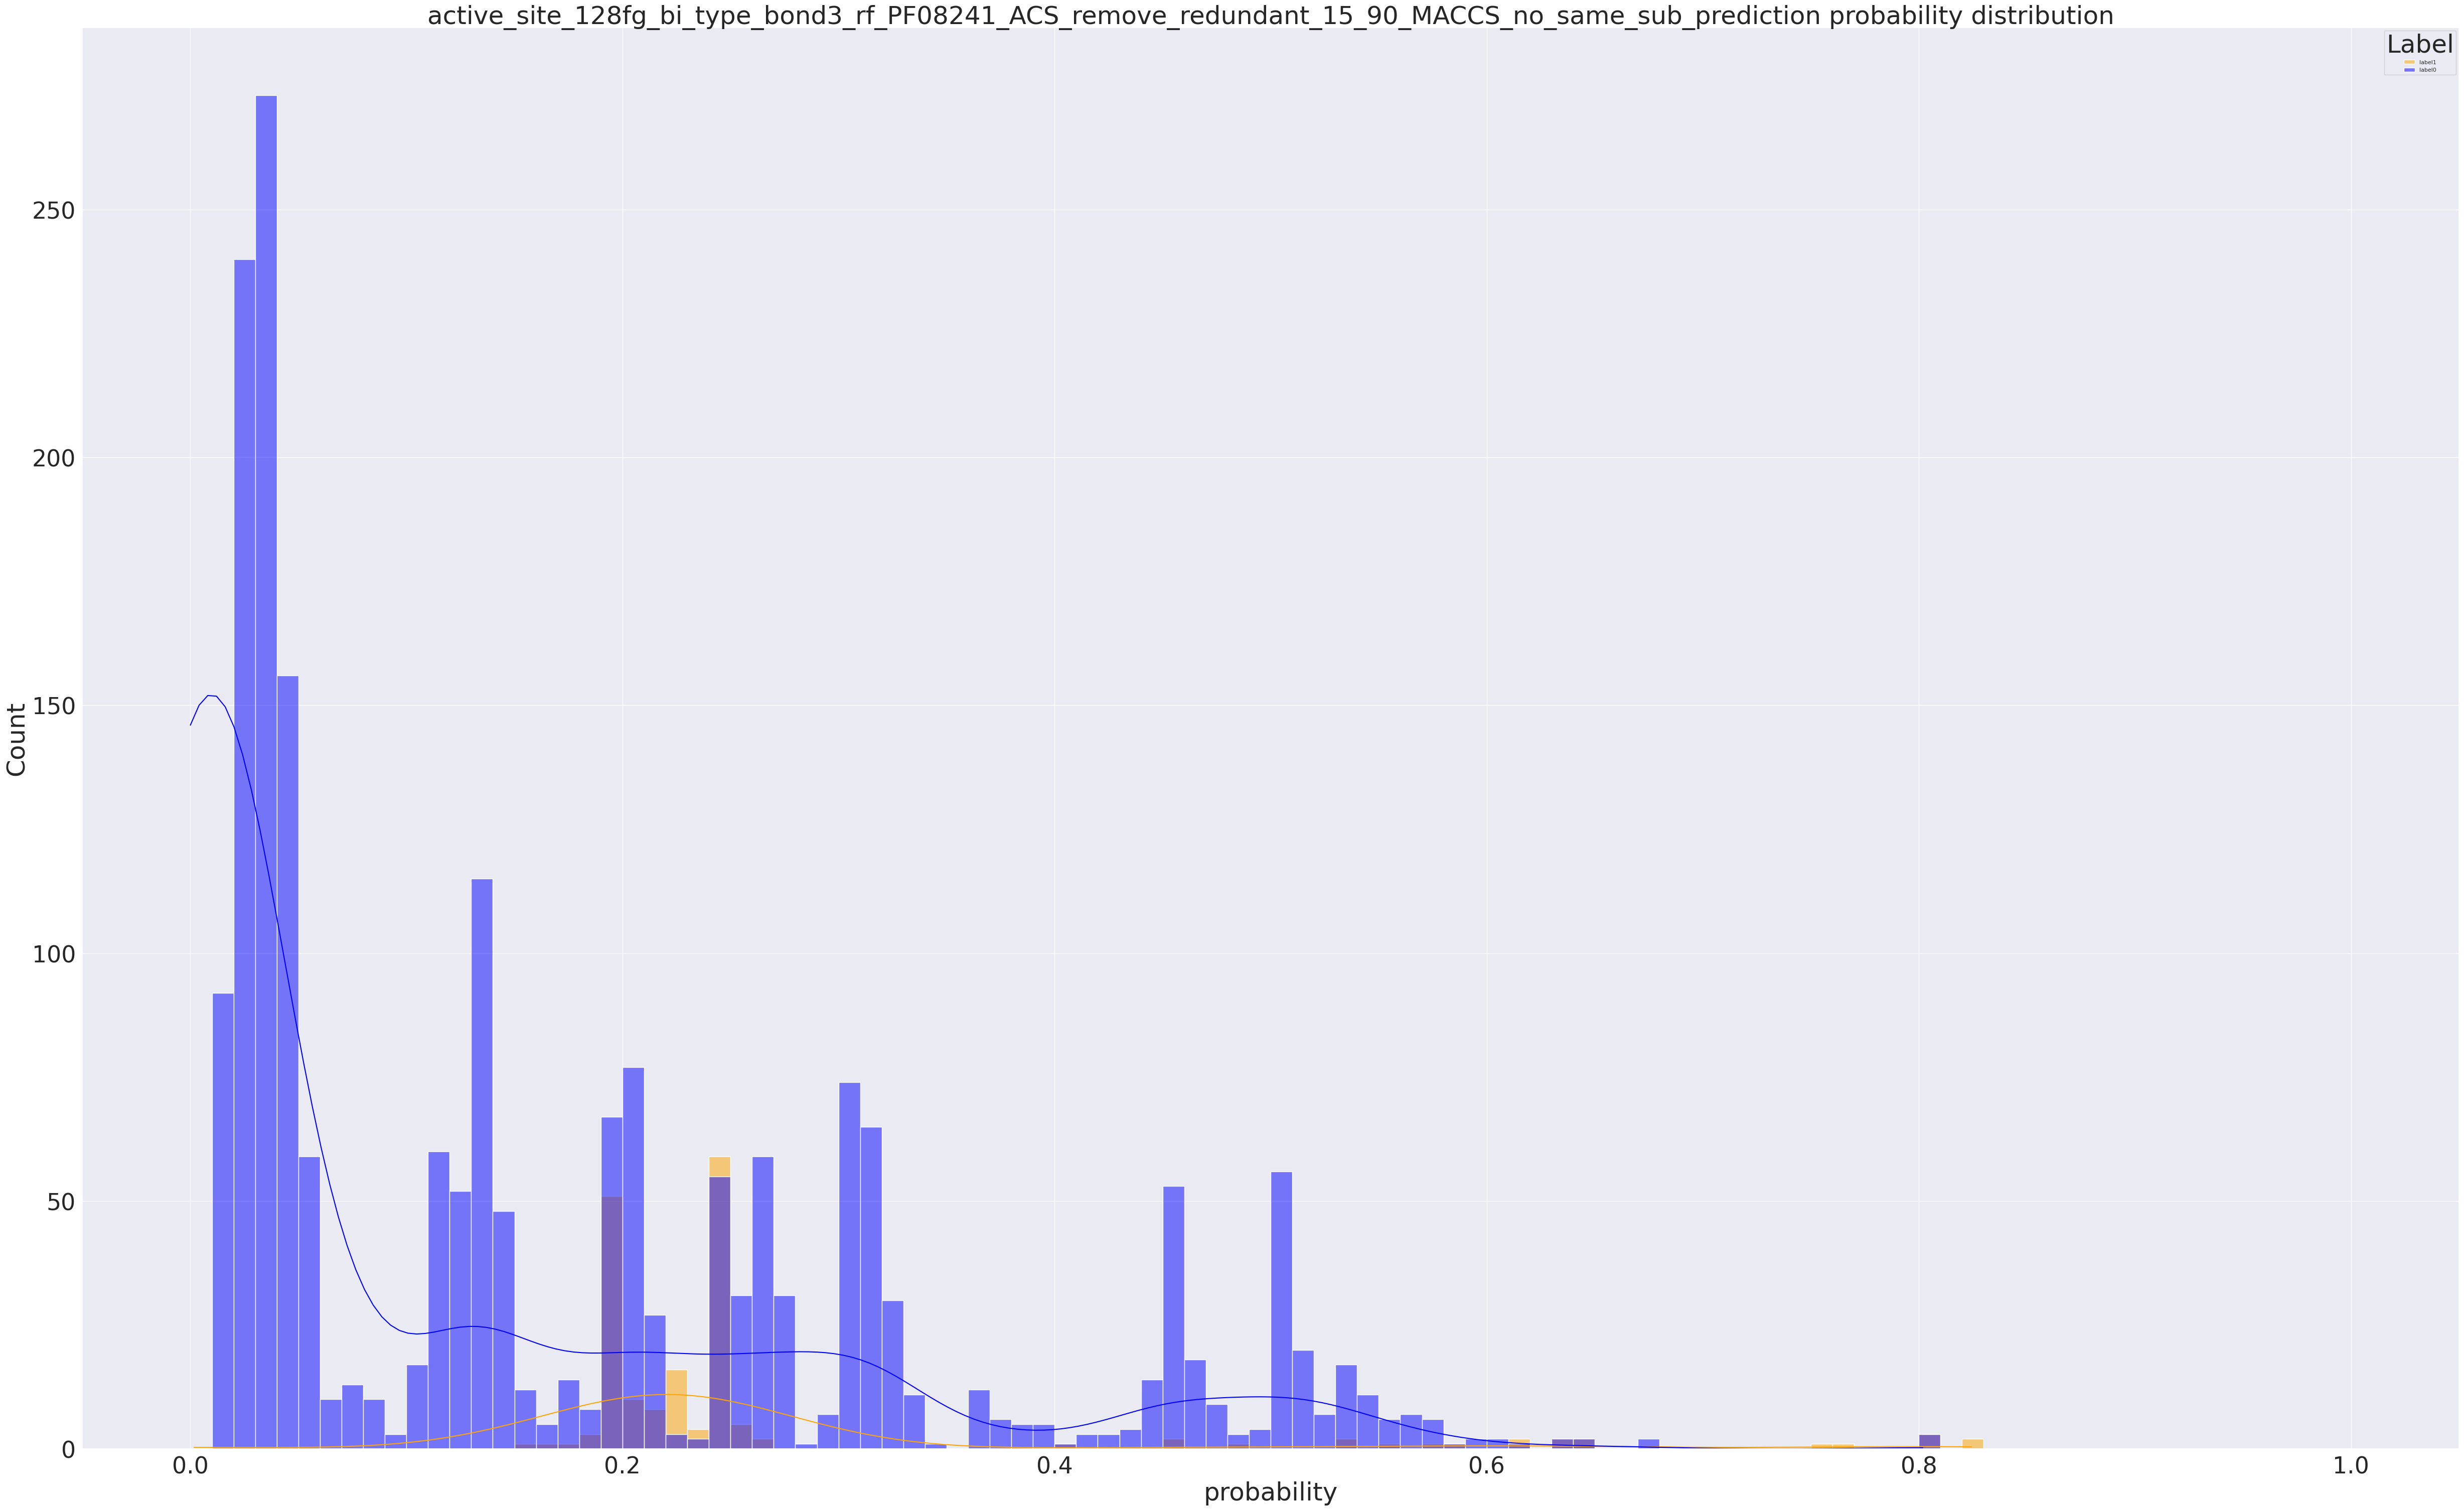 active_site_128fg_bi_type_bond3_rf_PF08241_ACS_remove_redundant_15_90_MACCS_no_same_sub_prediction probability distribution
Label
label1
label0
250
200
150
100
50
0
Count
0.0 0.2 0.4 0.6 0.8 1.0
probability